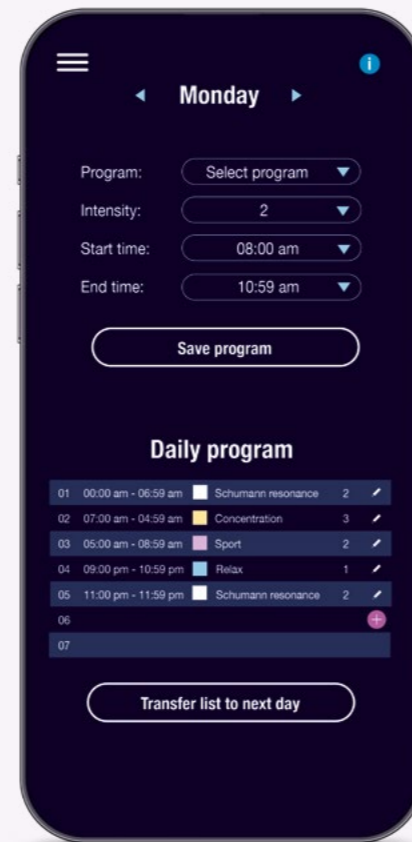 Monday
Program: Select program
Intensity: 2
Start time: 08:00 am
End time: 10:59 am
Save program
Daily program
01 00:00 am - 06:59 am Schumann resonance 2
02 07:00 am - 04:59 am Concentration 3
03 05:00 am - 08:59 am Sport 2
04 09:00 pm - 10:59 pm Relax 1
05 11:00 pm - 11:59 pm Schumann resonance 2
06
07
Transfer list to next day